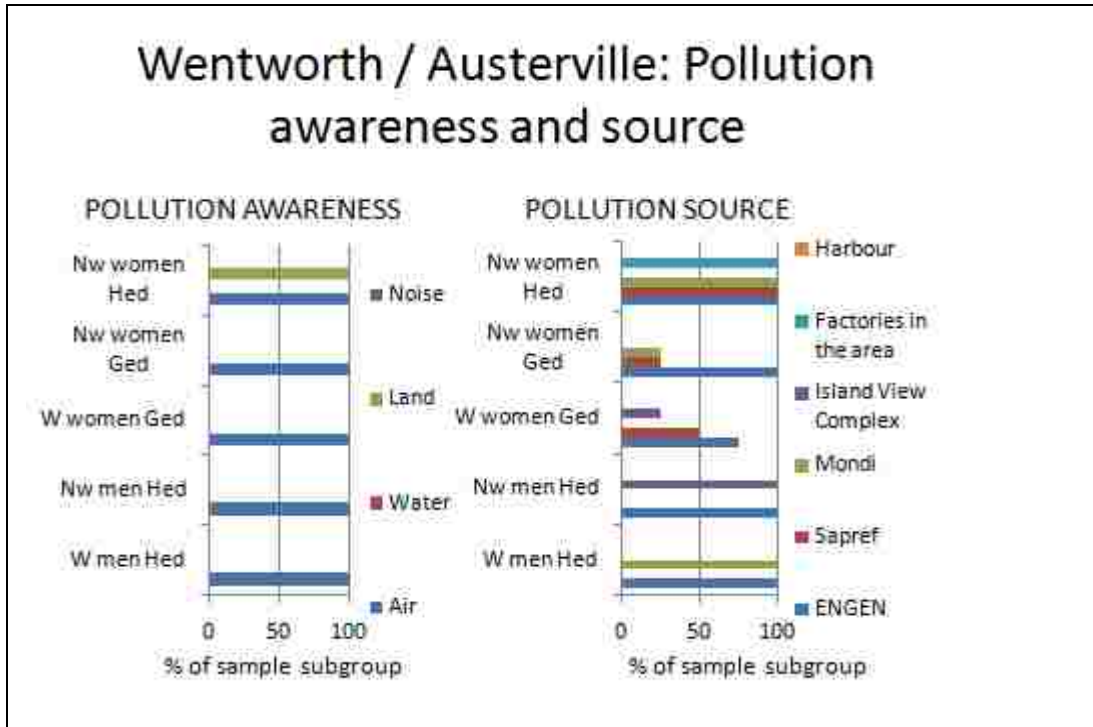 Wentworth / Austerville: Pollution
awareness and source
POLLUTION AWARENESS
Nw women
Hed
Nw women
Ged
W women Ged
Nw men Hed
W men Hed
0 50 100
% of sample subgroup
Noise
Land
Water
Air
POLLUTION SOURCE
Nw women
Hed
Nw women
Ged
W women Ged
Nw men Hed
W men Hed
0 50 100
% of sample subgroup
Harbour
Factories in
the area
Island View
Complex
Mondi
Sapref
ENGEN